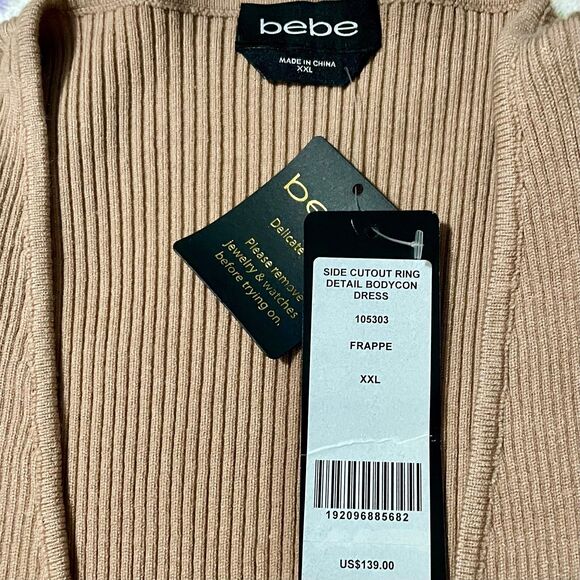 bebe
MADE IN CHINA
XXL
Delicate
Please remove
jewelry & watches
before trying on.
SIDE CUTOUT RING
DETAIL BODYCON
DRESS
105303
FRAPPE
XXL
192096885682
US$139.00